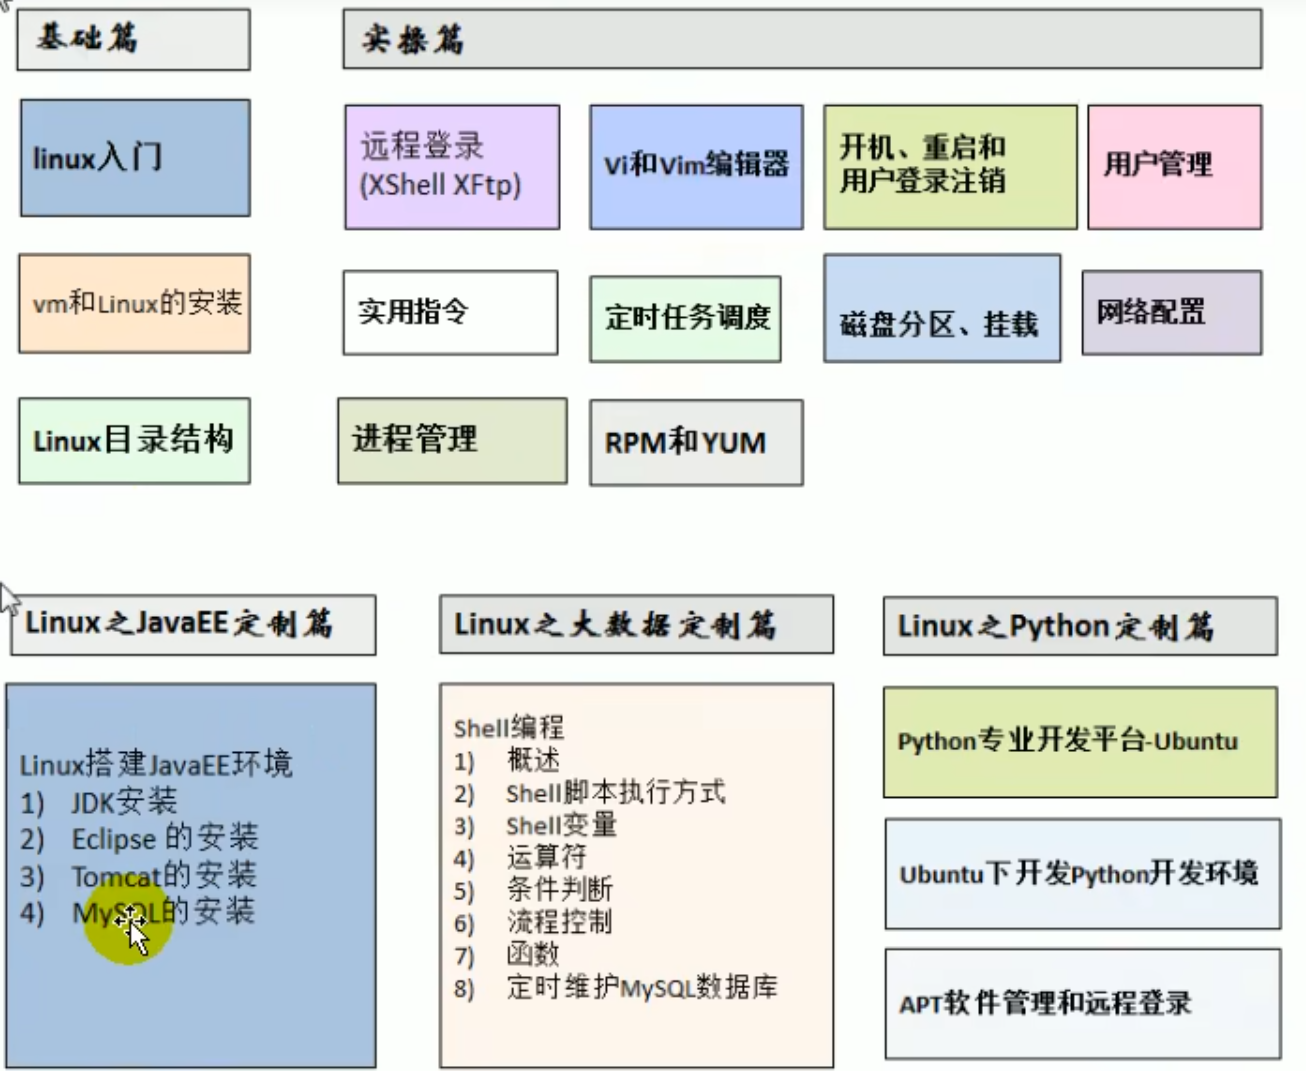 基础篇
实操篇
linux入门
远程登录
(XShell XFtp)
Vi和Vim编辑器
开机、重启和
用户登录注销
用户管理
vm和Linux的安装
实用指令
定时任务调度
磁盘分区、挂载
网络配置
Linux目录结构
进程管理
RPM和YUM
Linux之JavaEE定制篇
Linux之大数据定制篇
Linux之Python定制篇
Linux搭建JavaEE环境
1) JDK安装
2) Eclipse 的安装
3) Tomcat的安装
4) MySQL的安装
Shell编程
1) 概述
2) Shell脚本执行方式
3) Shell变量
4) 运算符
5) 条件判断
6) 流程控制
7) 函数
8) 定时维护MySQL数据库
Python专业开发平台-Ubuntu
Ubuntu下开发Python开发环境
APT软件管理和远程登录